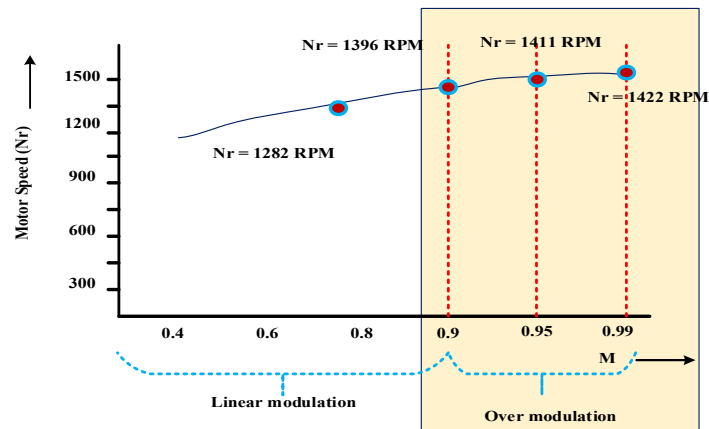 Nr = 1396 RPM
Nr = 1411 RPM
Nr = 1422 RPM
Nr = 1282 RPM
Motor Speed (Nr)
1500
1200
900
600
300
0.4 0.6 0.8 0.9 0.95 0.99
M
Linear modulation
Over modulation